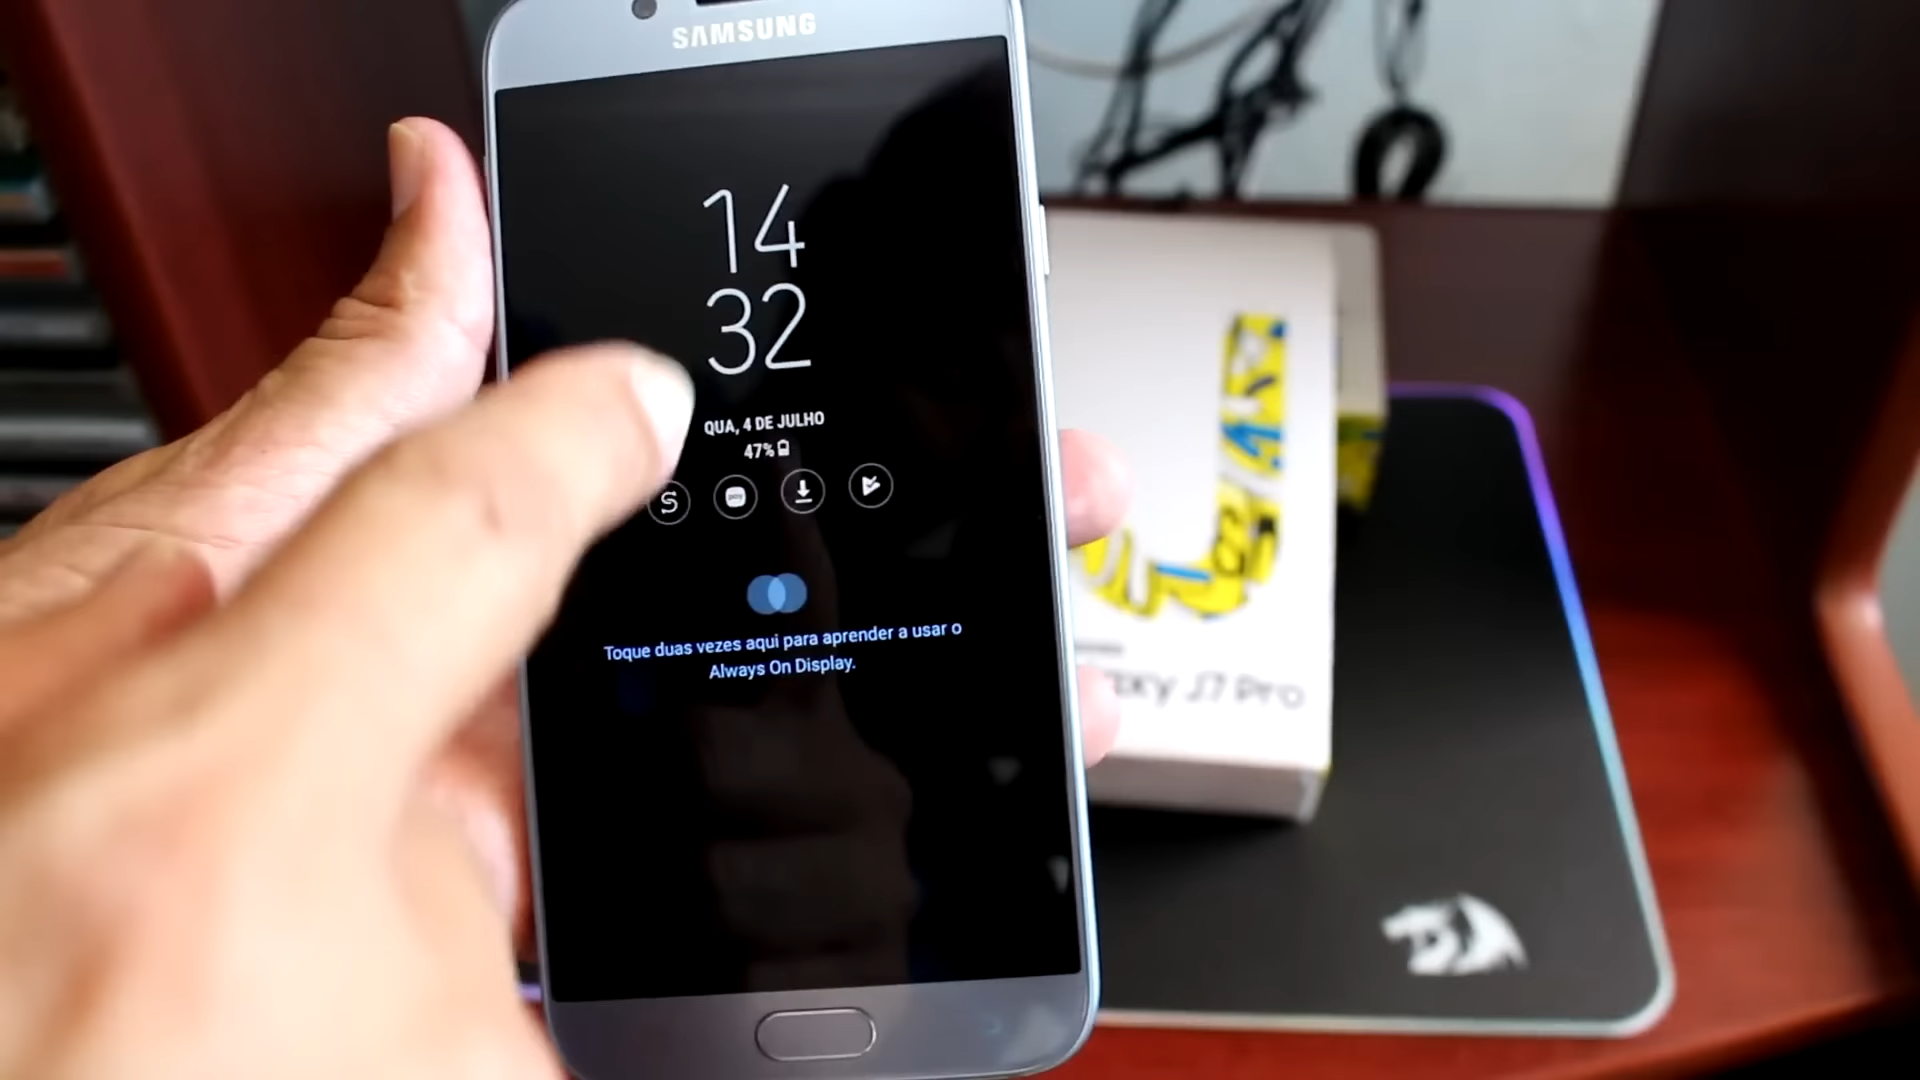 SAMSUNG
14
32
QUA, 4 DE JULHO
47%
S
pay
Toque duas vezes aqui para aprender a usar o
Always On Display.
J7 Pro